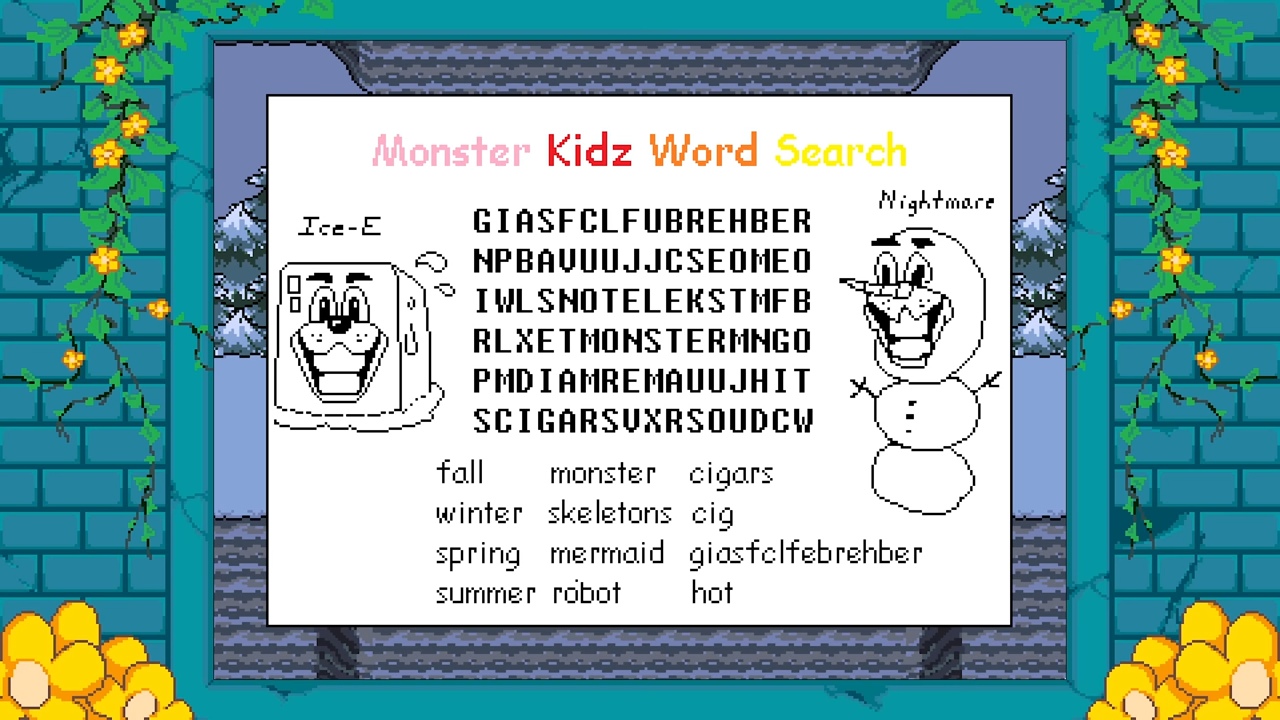 Monster Kidz Word Search
Nightmare
Ice-E
GIASFCLFUBREHBER
NPBAVUUJJCSEOMEO
IWLSNOTELEKSTMFB
RLXETMONSTERMNGO
PMDIAMREMAUUJHIT
SCIGARSVXRSOUDCW
fall monster cigars
winter skeletons cig
spring mermaid giasfclfebrehber
summer robot hot